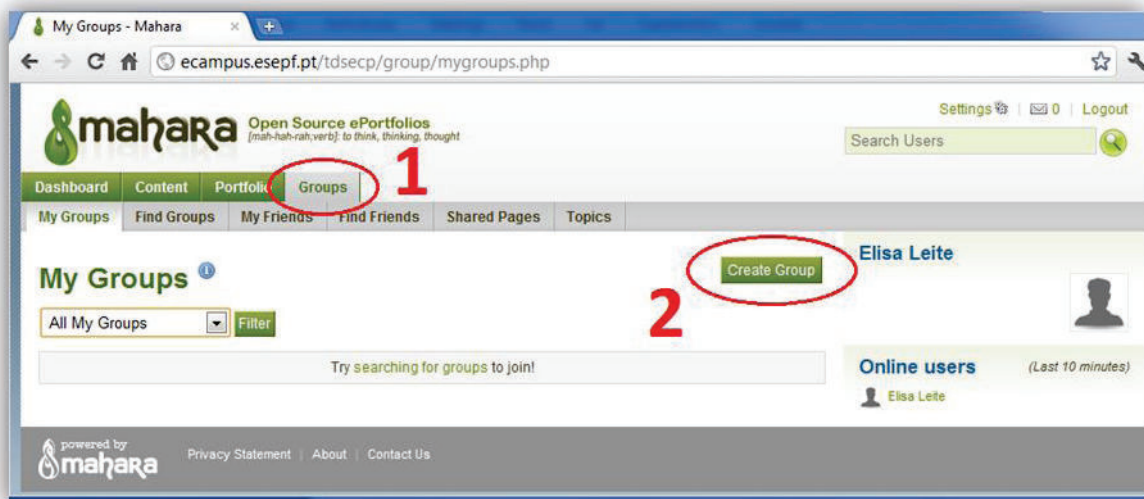 My Groups - Mahara
ecampus.esepf.pt/tdsecp/group/mygroups.php
mahara Open Source ePortfolios
[mah-hah-rah;verb]: to think, thinking, thought
Settings | 0 | Logout
Search Users
1
Dashboard Content Portfolio Groups
My Groups Find Groups My Friends Find Friends Shared Pages Topics
My Groups
Create Group
2
Elisa Leite
All My Groups Filter
Try searching for groups to join!
Online users (Last 10 minutes)
Elisa Leite
powered by
mahara
Privacy Statement | About | Contact Us